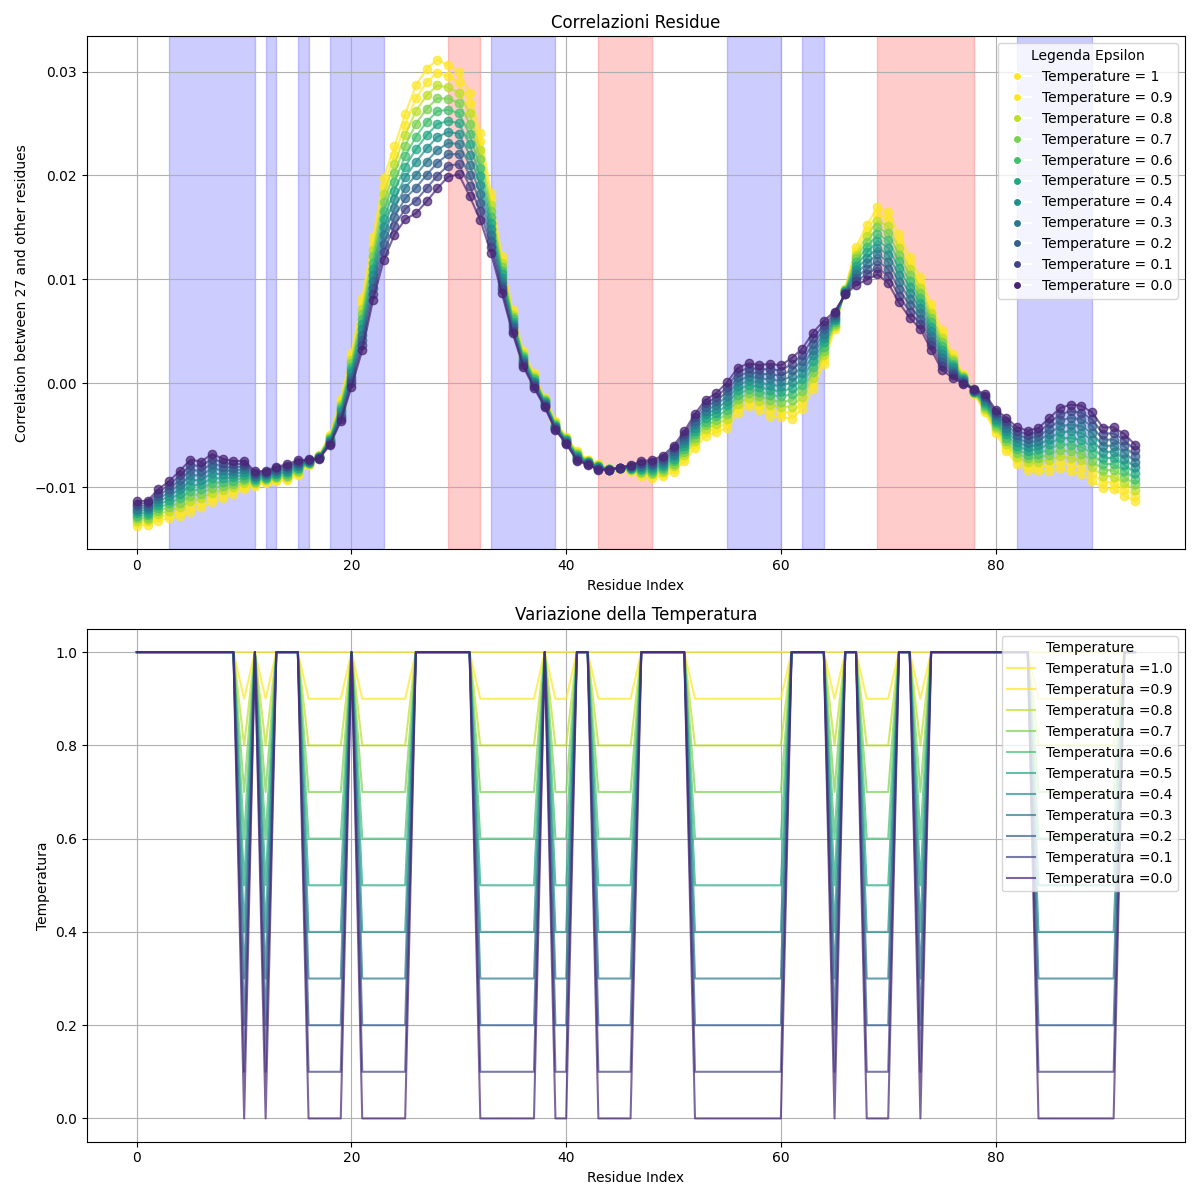 Correlazioni Residue
Correlation between 27 and other residues
0.03
0.02
0.01
0.00
−0.01
Legenda Epsilon
Temperature = 1
Temperature = 0.9
Temperature = 0.8
Temperature = 0.7
Temperature = 0.6
Temperature = 0.5
Temperature = 0.4
Temperature = 0.3
Temperature = 0.2
Temperature = 0.1
Temperature = 0.0
0 20 40 60 80
Residue Index
Variazione della Temperatura
Temperatura
1.0
0.8
0.6
0.4
0.2
0.0
Temperature
Temperatura =1.0
Temperatura =0.9
Temperatura =0.8
Temperatura =0.7
Temperatura =0.6
Temperatura =0.5
Temperatura =0.4
Temperatura =0.3
Temperatura =0.2
Temperatura =0.1
Temperatura =0.0
0 20 40 60 80
Residue Index